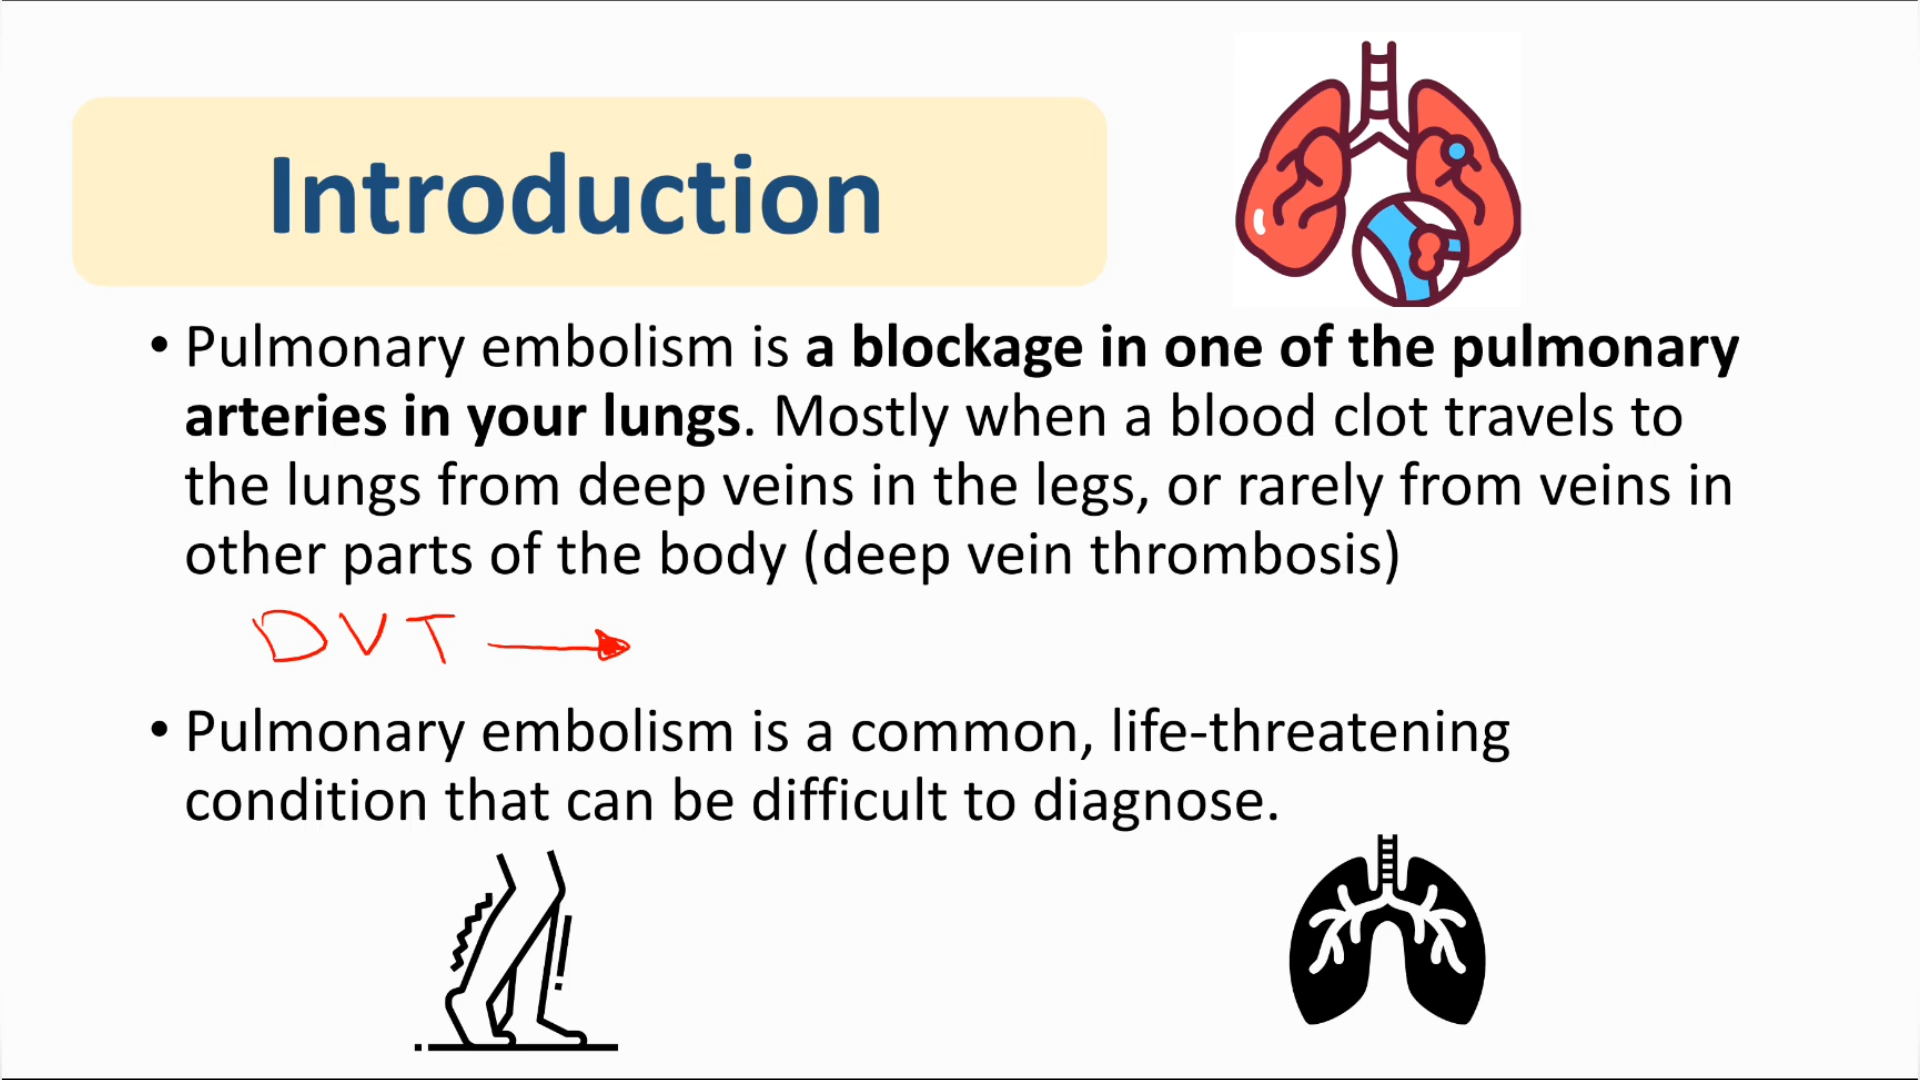 Introduction
• Pulmonary embolism is a blockage in one of the pulmonary
arteries in your lungs. Mostly when a blood clot travels to
the lungs from deep veins in the legs, or rarely from veins in
other parts of the body (deep vein thrombosis)
DVT →
• Pulmonary embolism is a common, life-threatening
condition that can be difficult to diagnose.